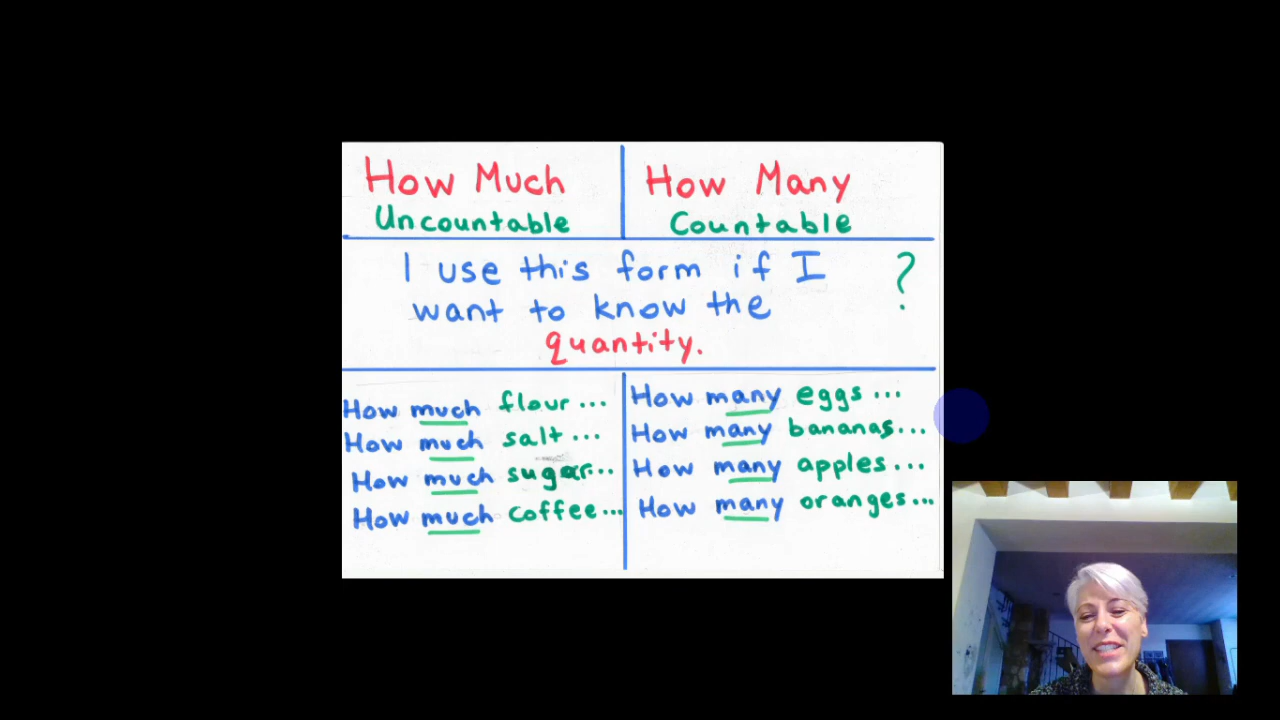 How Much
Uncountable
How Many
Countable
I use this form if I
want to know the
quantity.
?
How much flour ...
How much salt ...
How much sugar...
How much coffee...
How many eggs ...
How many bananas...
How many apples ...
How many oranges...